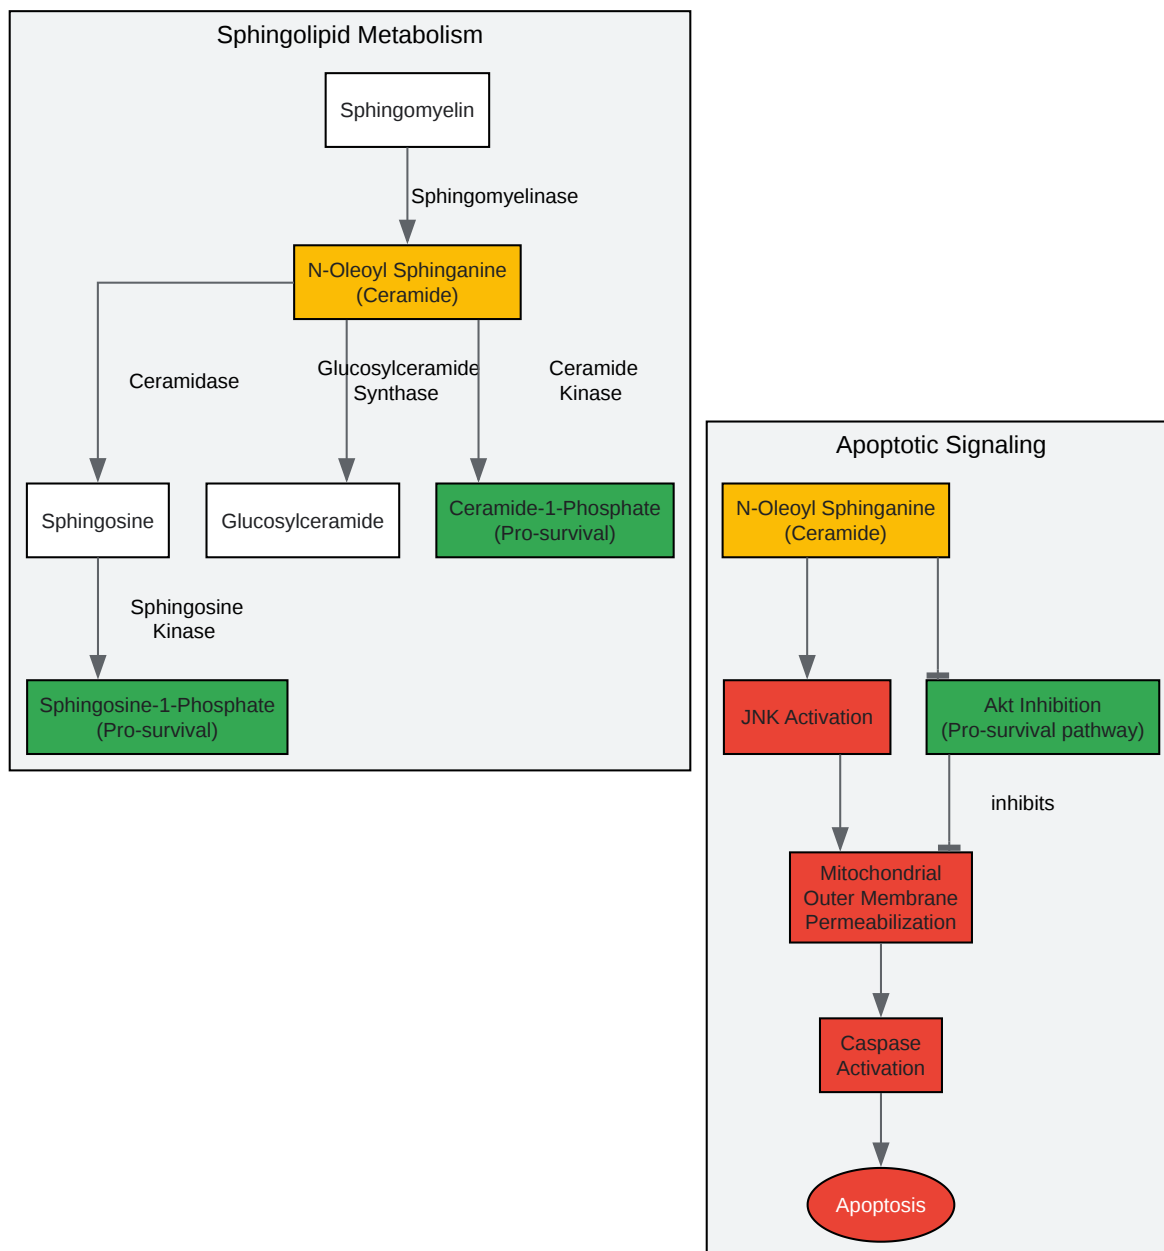 Sphingolipid Metabolism
Sphingomyelin
Sphingomyelinase
N-Oleoyl Sphinganine
(Ceramide)
Ceramidase
Glucosylceramide
Synthase
Ceramide
Kinase
Sphingosine
Glucosylceramide
Ceramide-1-Phosphate
(Pro-survival)
Sphingosine
Kinase
Sphingosine-1-Phosphate
(Pro-survival)
Apoptotic Signaling
N-Oleoyl Sphinganine
(Ceramide)
JNK Activation
Akt Inhibition
(Pro-survival pathway)
inhibits
Mitochondrial
Outer Membrane
Permeabilization
Caspase
Activation
Apoptosis